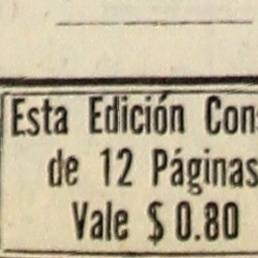 Esta Edición Con
de 12 Páginas
Vale $ 0.80